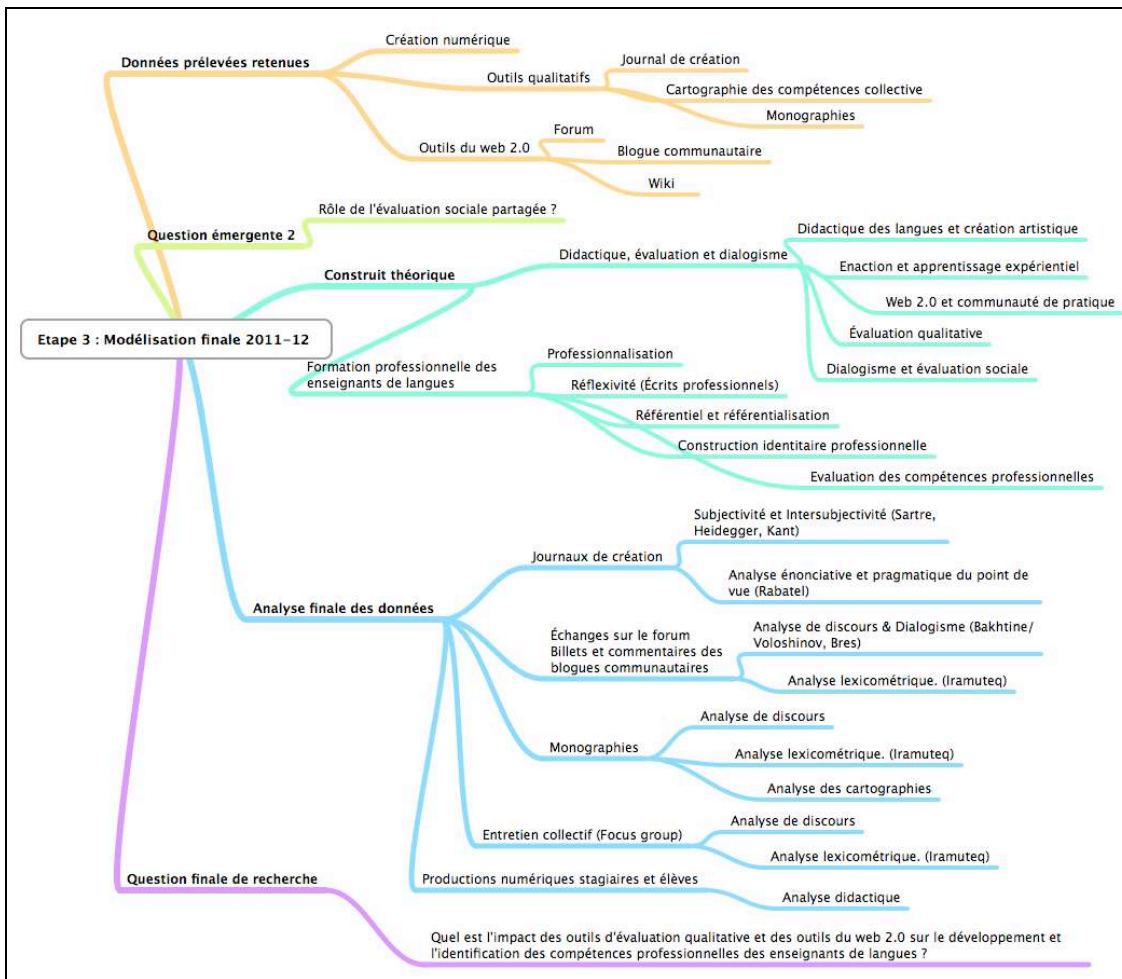 Création numérique
Données prélevées retenues
Journal de création
Outils qualitatifs
Cartographie des compétences collective
Monographies
Forum
Outils du web 2.0
Blogue communautaire
Wiki
Rôle de l'évaluation sociale partagée ?
Question émergente 2
Didactique des langues et création artistique
Didactique, évaluation et dialogisme
Construit théorique
Enaction et apprentissage expérientiel
Web 2.0 et communauté de pratique
Évaluation qualitative
Dialogisme et évaluation sociale
Etape 3 : Modélisation finale 2011-12
Formation professionnelle des
enseignants de langues
Professionnalisation
Réflexivité (Écrits professionnels)
Référentiel et référentialisation
Construction identitaire professionnelle
Evaluation des compétences professionnelles
Subjectivité et Intersubjectivité (Sartre,
Heidegger, Kant)
Journaux de création
Analyse énonciative et pragmatique du point de
vue (Rabatel)
Analyse finale des données
Échanges sur le forum
Billets et commentaires des
blogues communautaires
Analyse de discours & Dialogisme (Bakhtine/
Voloshinov, Bres)
Analyse lexicométrique. (Iramuteq)
Analyse de discours
Monographies
Analyse lexicométrique. (Iramuteq)
Analyse des cartographies
Entretien collectif (Focus group)
Analyse de discours
Analyse lexicométrique. (Iramuteq)
Productions numériques stagiaires et élèves
Analyse didactique
Question finale de recherche
Quel est l'impact des outils d'évaluation qualitative et des outils du web 2.0 sur le développement et
l'identification des compétences professionnelles des enseignants de langues ?